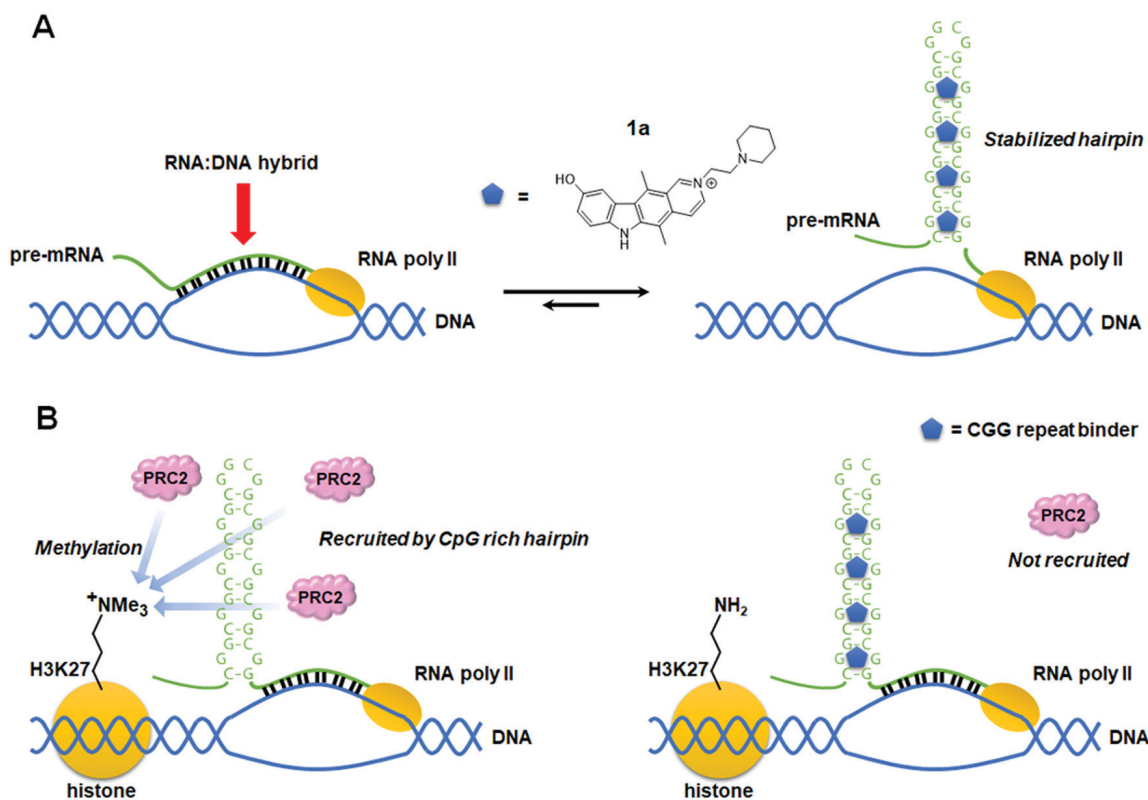 A
1a
Stabilized hairpin
RNA:DNA hybrid
HO
N
N
+
N
H
=
pre-mRNA
RNA poly II
DNA
pre-mRNA
RNA poly II
DNA
B
= CGG repeat binder
PRC2
PRC2
PRC2
Methylation
Recruited by CpG rich hairpin
PRC2
Not recruited
+NMe3
H3K27
RNA poly II
DNA
histone
NH2
H3K27
RNA poly II
DNA
histone